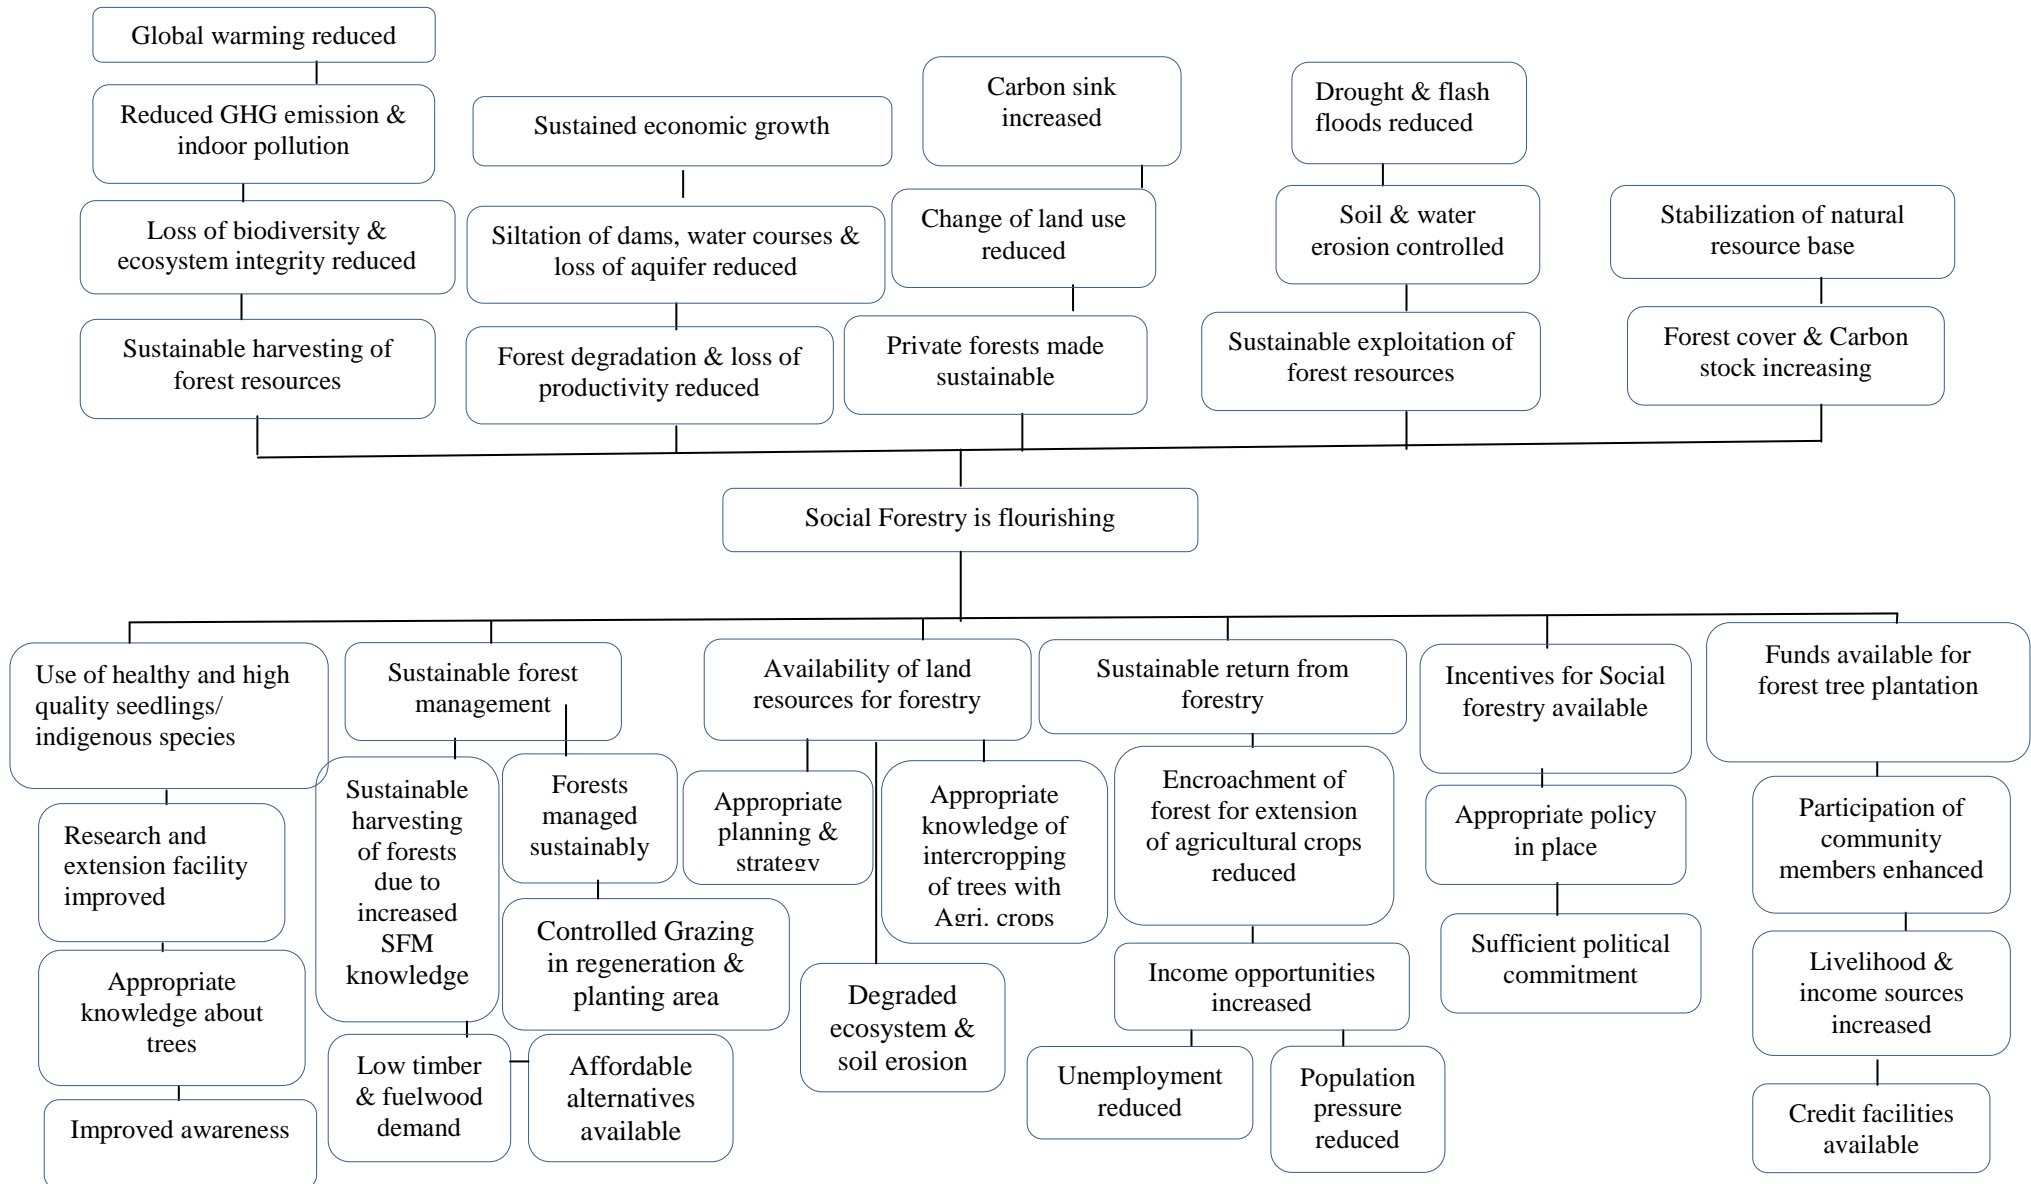 Global warming reduced
Reduced GHG emission &
indoor pollution
Loss of biodiversity &
ecosystem integrity reduced
Sustainable harvesting of
forest resources
Sustained economic growth
Siltation of dams, water courses &
loss of aquifer reduced
Forest degradation & loss of
productivity reduced
Carbon sink
increased
Change of land use
reduced
Private forests made
sustainable
Drought & flash
floods reduced
Soil & water
erosion controlled
Sustainable exploitation of
forest resources
Stabilization of natural
resource base
Forest cover & Carbon
stock increasing
Social Forestry is flourishing
Use of healthy and high
quality seedlings/
indigenous species
Research and
extension facility
improved
Appropriate
knowledge about
trees
Improved awareness
Sustainable forest
management
Sustainable
harvesting
of forests
due to
increased
SFM
knowledge
Forests
managed
sustainably
Controlled Grazing
in regeneration &
planting area
Low timber
& fuelwood
demand
Affordable
alternatives
available
Availability of land
resources for forestry
Appropriate
planning &
strategy
Degraded
ecosystem &
soil erosion
Appropriate
knowledge of
intercropping
of trees with
Agri. crops
Sustainable return from
forestry
Encroachment of
forest for extension
of agricultural crops
reduced
Income opportunities
increased
Unemployment
reduced
Population
pressure
reduced
Incentives for Social
forestry available
Appropriate policy
in place
Sufficient political
commitment
Funds available for
forest tree plantation
Participation of
community
members enhanced
Livelihood &
income sources
increased
Credit facilities
available